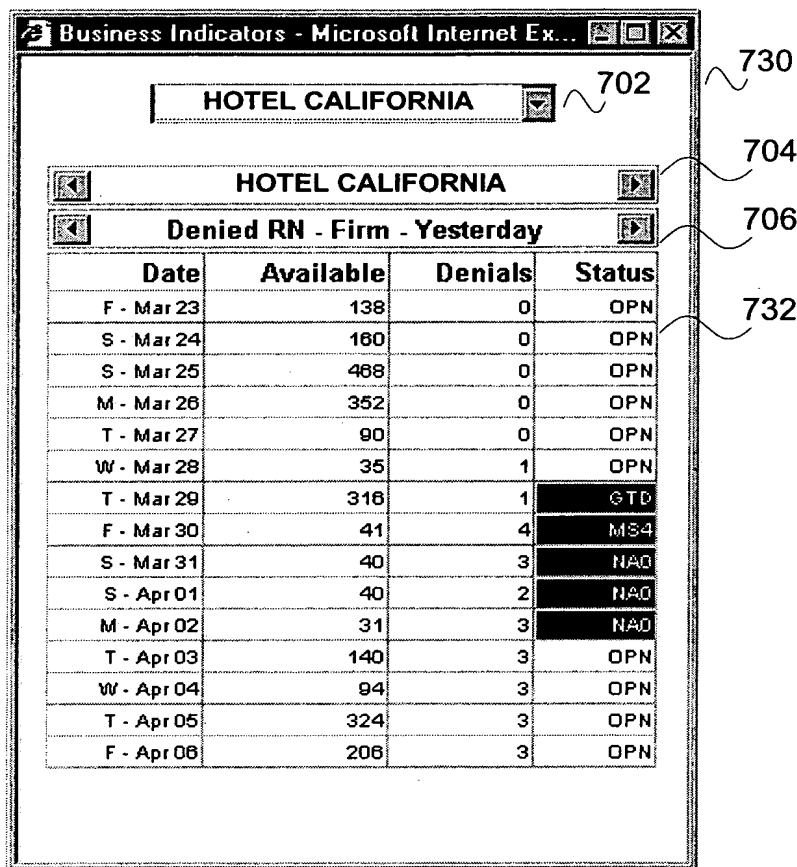 Business Indicators - Microsoft Internet Ex...
730
HOTEL CALIFORNIA
702
704
HOTEL CALIFORNIA
706
Denied RN - Firm - Yesterday
Date Available Denials Status
F - Mar 23 138 0 OPN
732
S - Mar 24 160 0 OPN
S - Mar 25 468 0 OPN
M - Mar 26 352 0 OPN
T - Mar 27 90 0 OPN
W - Mar 28 35 1 OPN
T - Mar 29 316 1 GTD
F - Mar 30 41 4 MS4
S - Mar 31 40 3 NA0
S - Apr 01 40 2 NA0
M - Apr 02 31 3 NA0
T - Apr 03 140 3 OPN
W - Apr 04 94 3 OPN
T - Apr 05 324 3 OPN
F - Apr 06 206 3 OPN